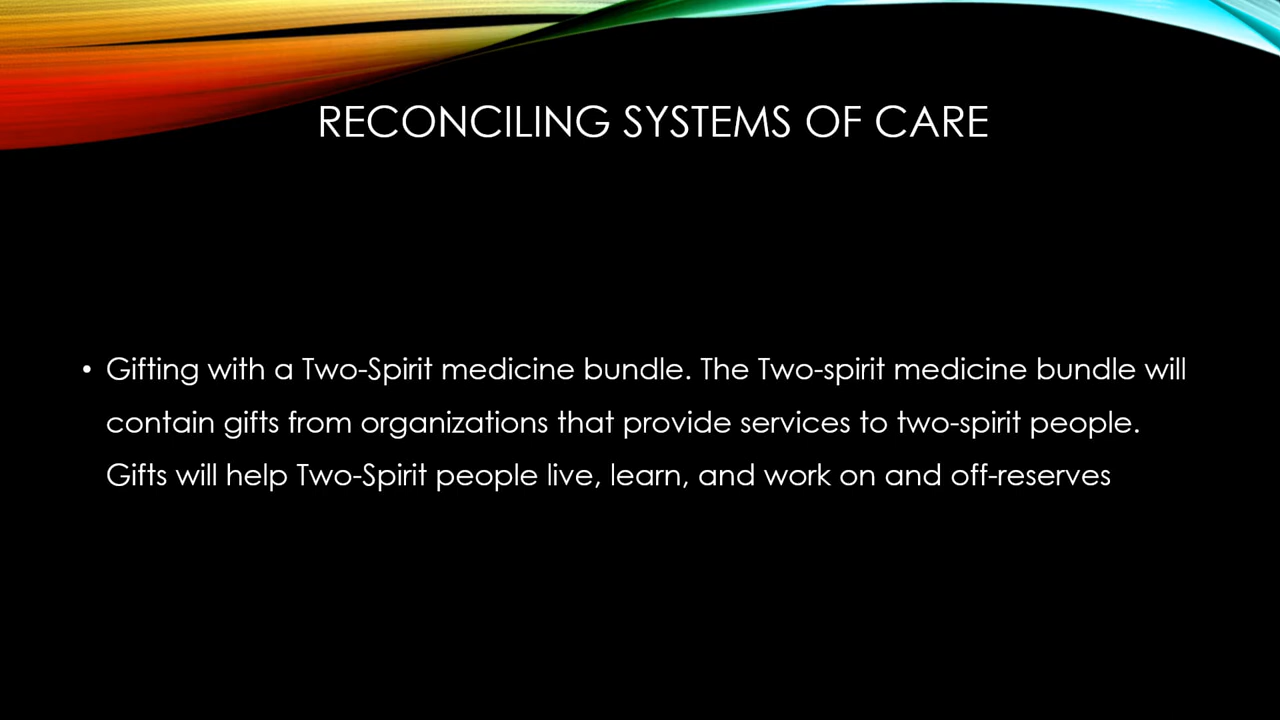 RECONCILING SYSTEMS OF CARE
• Gifting with a Two-Spirit medicine bundle. The Two-spirit medicine bundle will
contain gifts from organizations that provide services to two-spirit people.
Gifts will help Two-Spirit people live, learn, and work on and off-reserves